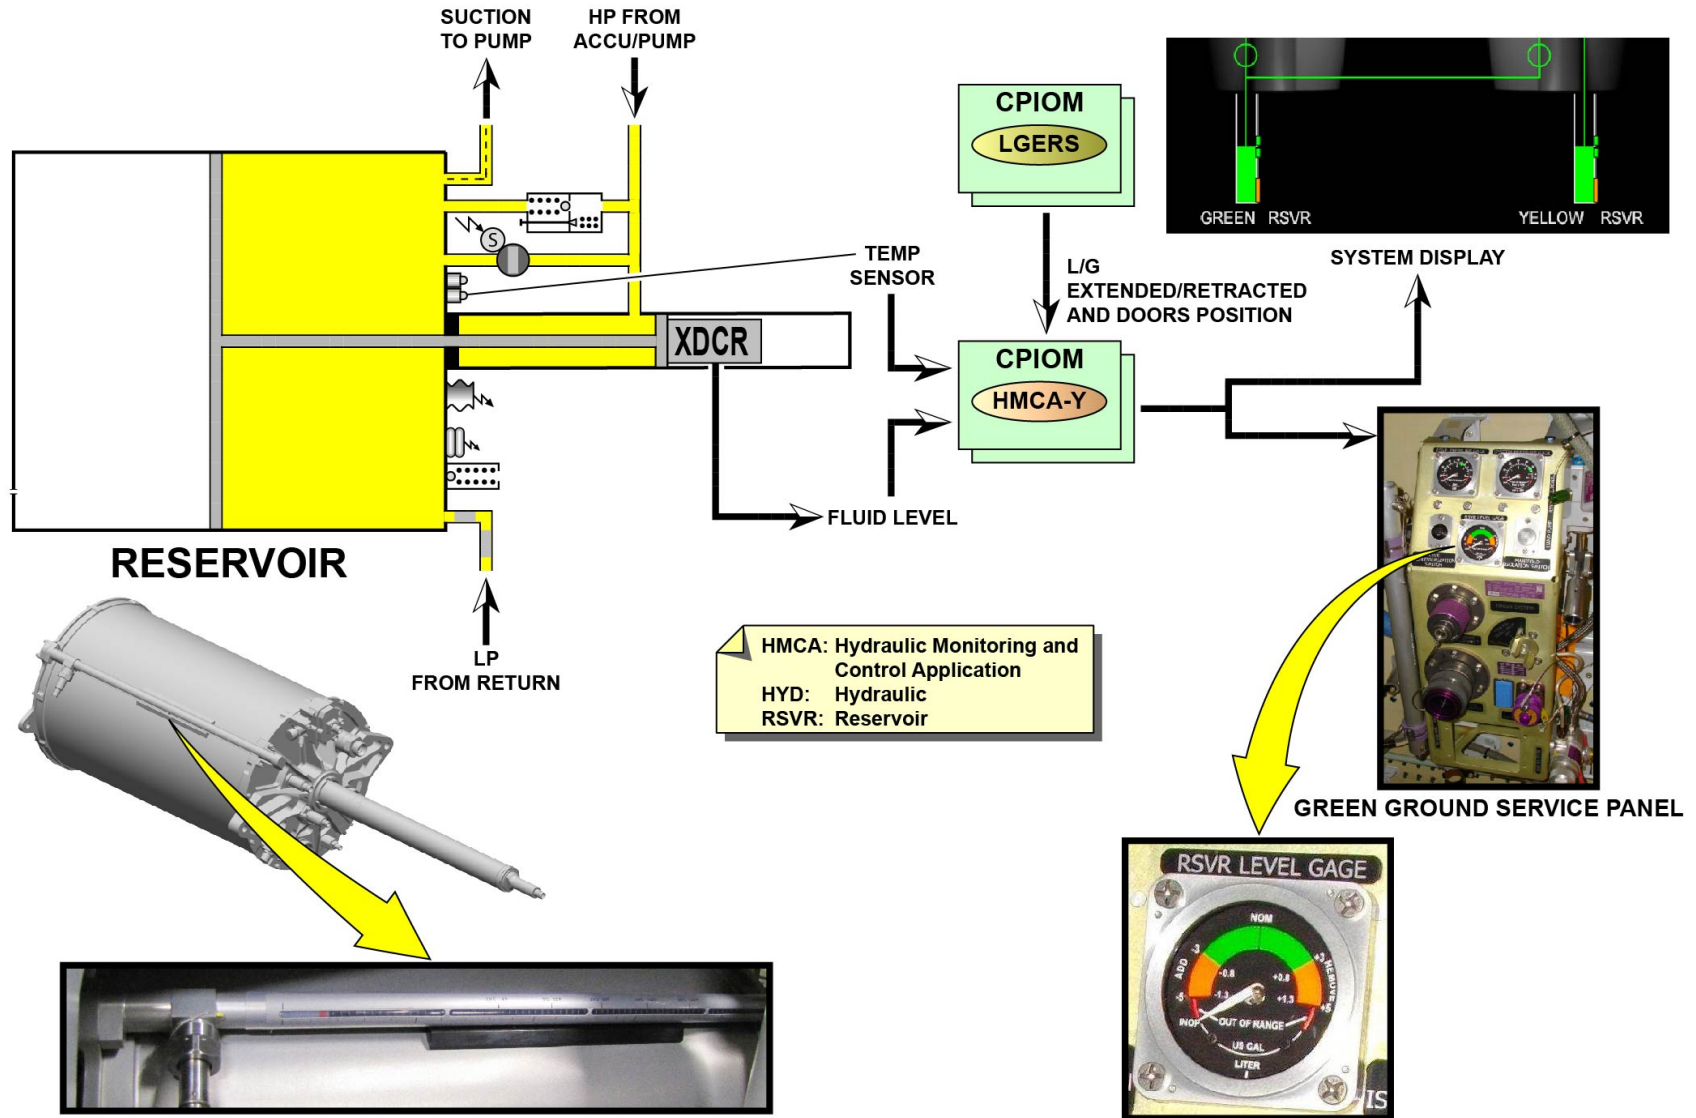 SUCTION
TO PUMP
HP FROM
ACCU/PUMP
CPIOM
LGERS
GREEN RSVR
YELLOW RSVR
SYSTEM DISPLAY
S
TEMP
SENSOR
L/G
EXTENDED/RETRACTED
AND DOORS POSITION
XDCR
CPIOM
HMCA-Y
FLUID LEVEL
RESERVOIR
LP
FROM RETURN
HMCA: Hydraulic Monitoring and
Control Application
HYD: Hydraulic
RSVR: Reservoir
GREEN GROUND SERVICE PANEL
RSVR LEVEL GAGE
NOM
-3
+3
ADD
REMOVE
-0.8
+0.8
-5
-1.3
+1.3
+5
INOP
OUT OF RANGE
US GAL
LITER
IS